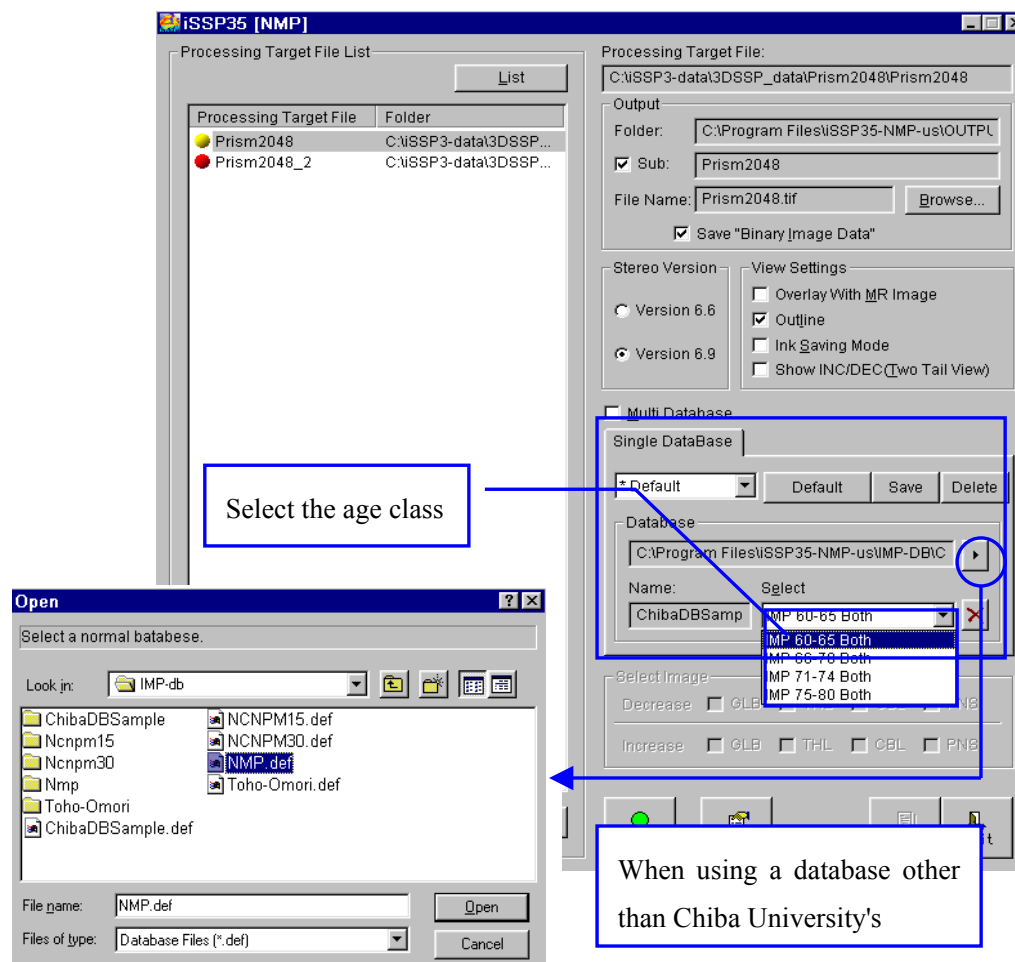 iSSP35 [NMP]
Processing Target File List
List
Processing Target File Folder
Prism2048 C:\iSSP3-data\3DSSP...
Prism2048_2 C:\iSSP3-data\3DSSP...
Processing Target File:
C:\iSSP3-data\3DSSP_data\Prism2048\Prism2048
Output
Folder: C:\Program Files\iSSP35-NMP-us\OUTPU
Sub: Prism2048
File Name: Prism2048.tif Browse...
Save "Binary Image Data"
Stereo Version
Version 6.6
Version 6.9
View Settings
Overlay With MR Image
Outline
Ink Saving Mode
Show INC/DEC(Two Tail View)
Multi Database
Single DataBase
* Default Default Save Delete
Database
C:\Program Files\iSSP35-NMP-us\IMP-DB\C
Name: Select
ChibaDBSamp IMP 60-65 Both
IMP 60-65 Both
IMP 66-70 Both
IMP 71-74 Both
IMP 75-80 Both
Select Image
Decrease GLB PNS
Increase GLB THL CBL PNS
Select the age class
When using a database other
than Chiba University's
Open
Select a normal batabese.
Look in: IMP-db
ChibaDBSample
Ncnpm15
Ncnpm30
Nmp
Toho-Omori
ChibaDBSample.def
NCNPM15.def
NCNPM30.def
NMP.def
Toho-Omori.def
File name: NMP.def Open
Files of type: Database Files (*.def) Cancel